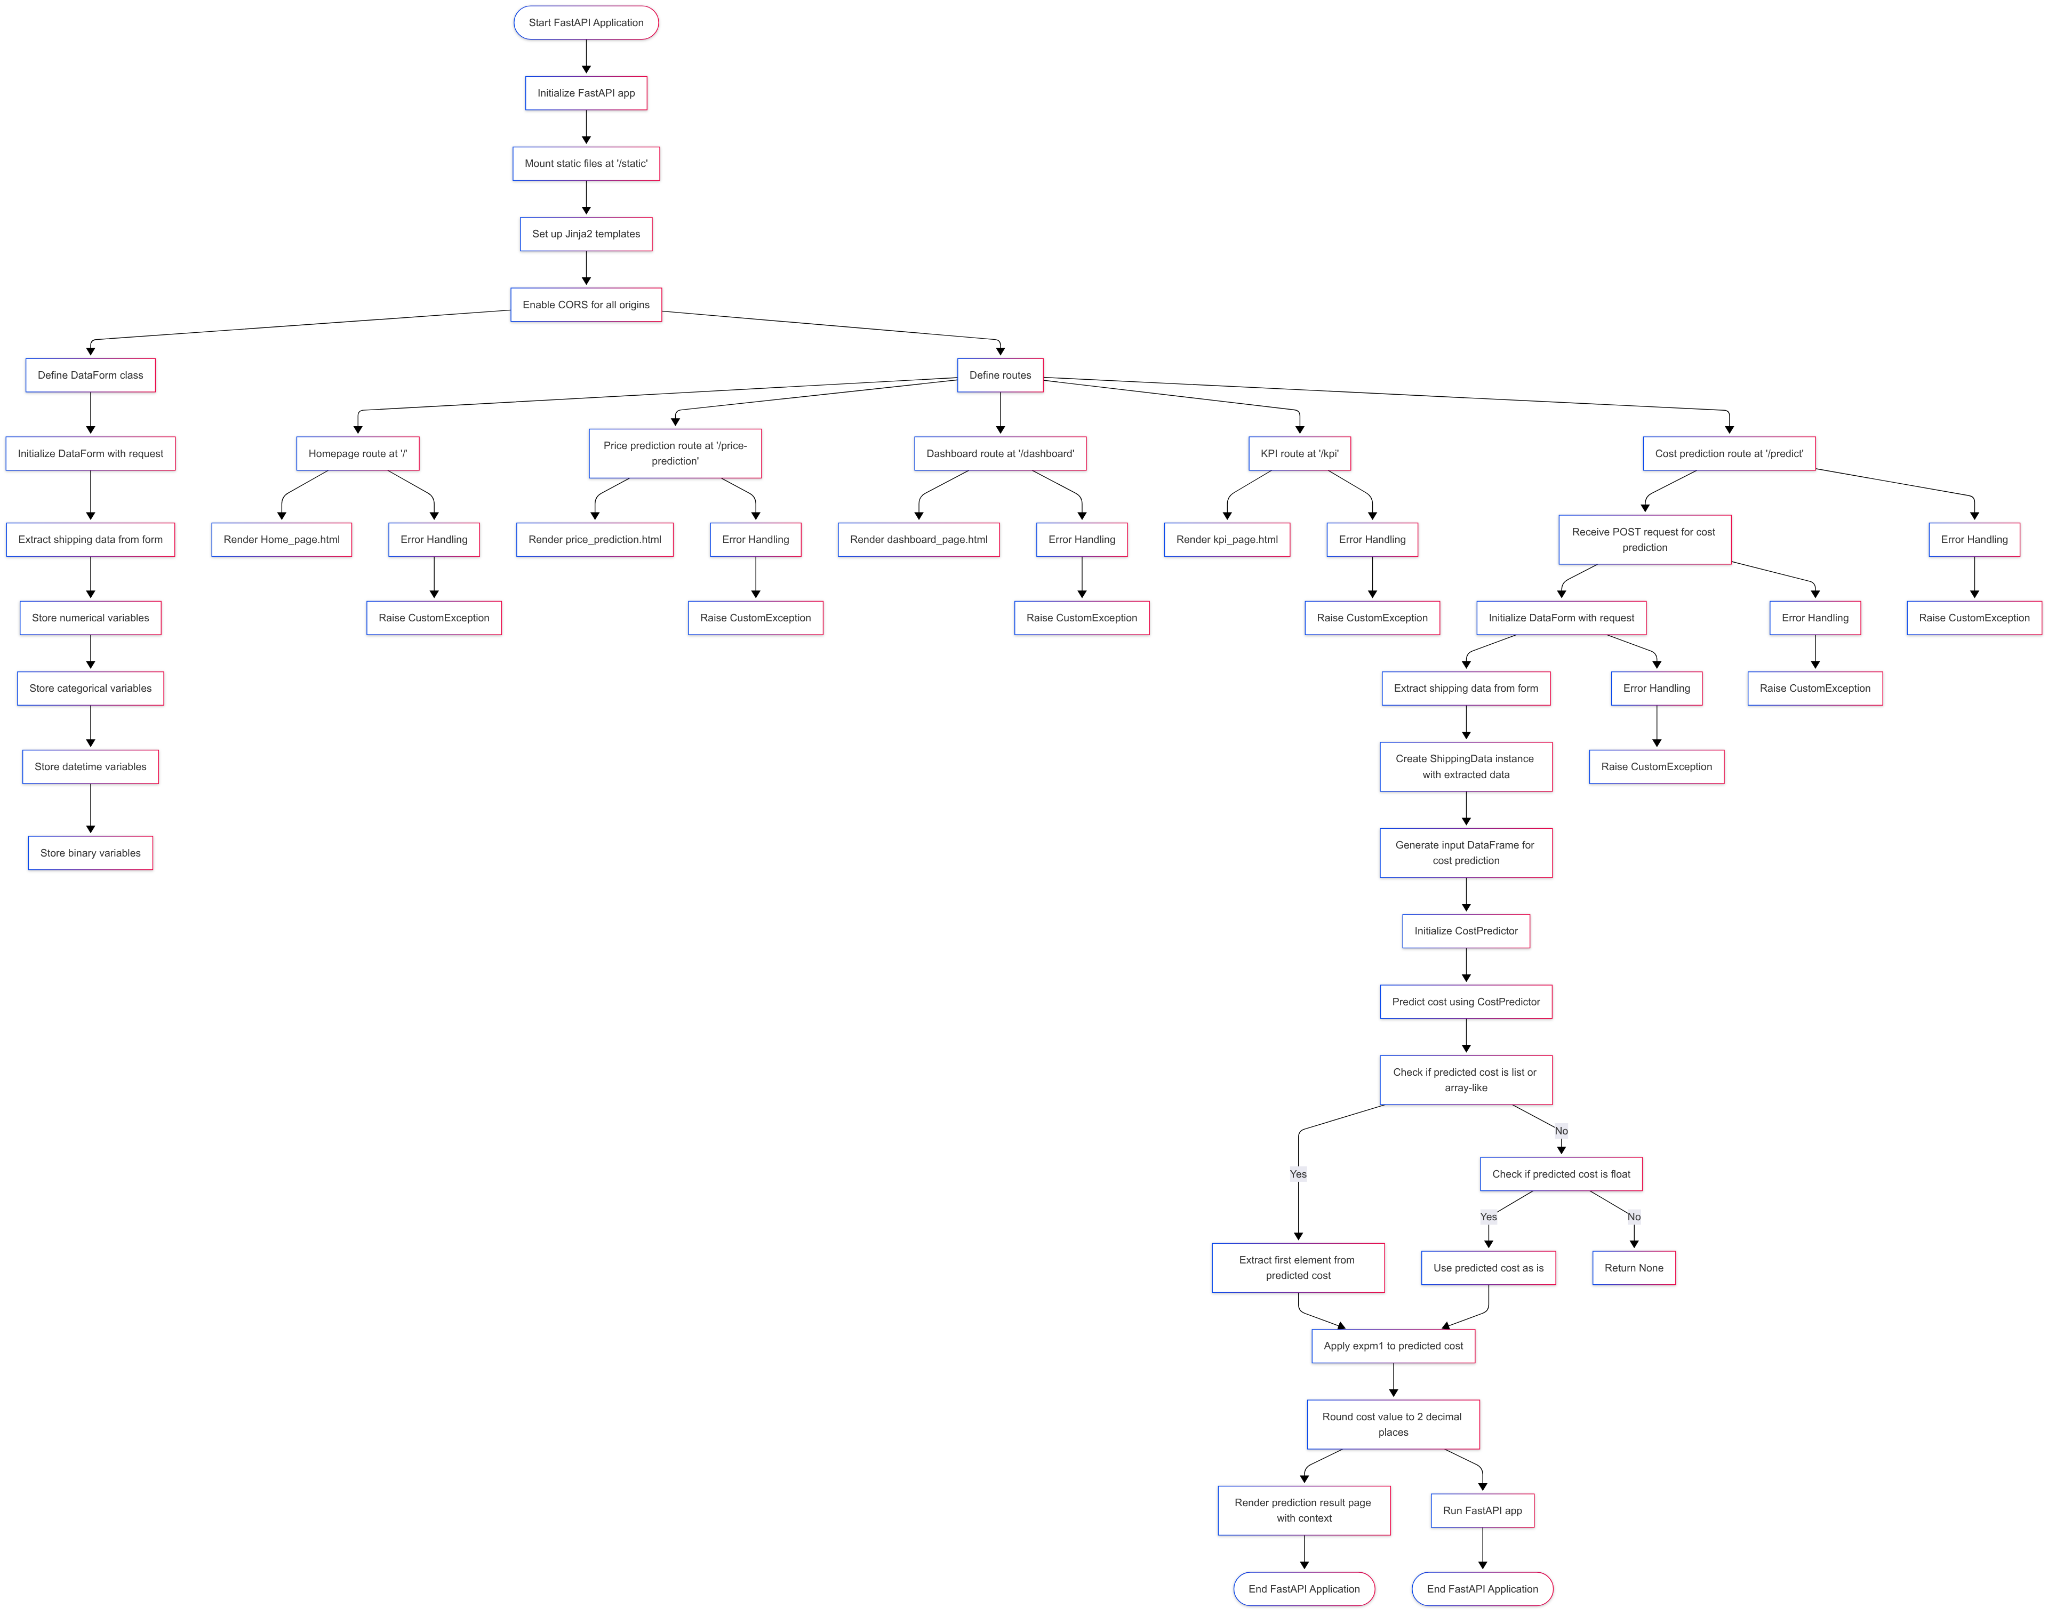 Start FastAPI Application
Initialize FastAPI app
Mount static files at '/static'
Set up Jinja2 templates
Enable CORS for all origins
Define DataForm class
Define routes
Initialize DataForm with request
Homepage route at '/'
Price prediction route at '/price-
prediction'
Dashboard route at '/dashboard'
KPI route at '/kpi'
Cost prediction route at '/predict'
Extract shipping data from form
Render Home_page.html
Error Handling
Render price_prediction.html
Error Handling
Render dashboard_page.html
Error Handling
Render kpi_page.html
Error Handling
Receive POST request for cost
prediction
Error Handling
Store numerical variables
Raise CustomException
Raise CustomException
Raise CustomException
Raise CustomException
Initialize DataForm with request
Error Handling
Raise CustomException
Store categorical variables
Extract shipping data from form
Error Handling
Raise CustomException
Store datetime variables
Create ShippingData instance
with extracted data
Raise CustomException
Store binary variables
Generate input DataFrame for
cost prediction
Initialize CostPredictor
Predict cost using CostPredictor
Check if predicted cost is list or
array-like
No
Yes
Check if predicted cost is float
Yes
No
Extract first element from
predicted cost
Use predicted cost as is
Return None
Apply expm1 to predicted cost
Round cost value to 2 decimal
places
Render prediction result page
with context
Run FastAPI app
End FastAPI Application
End FastAPI Application